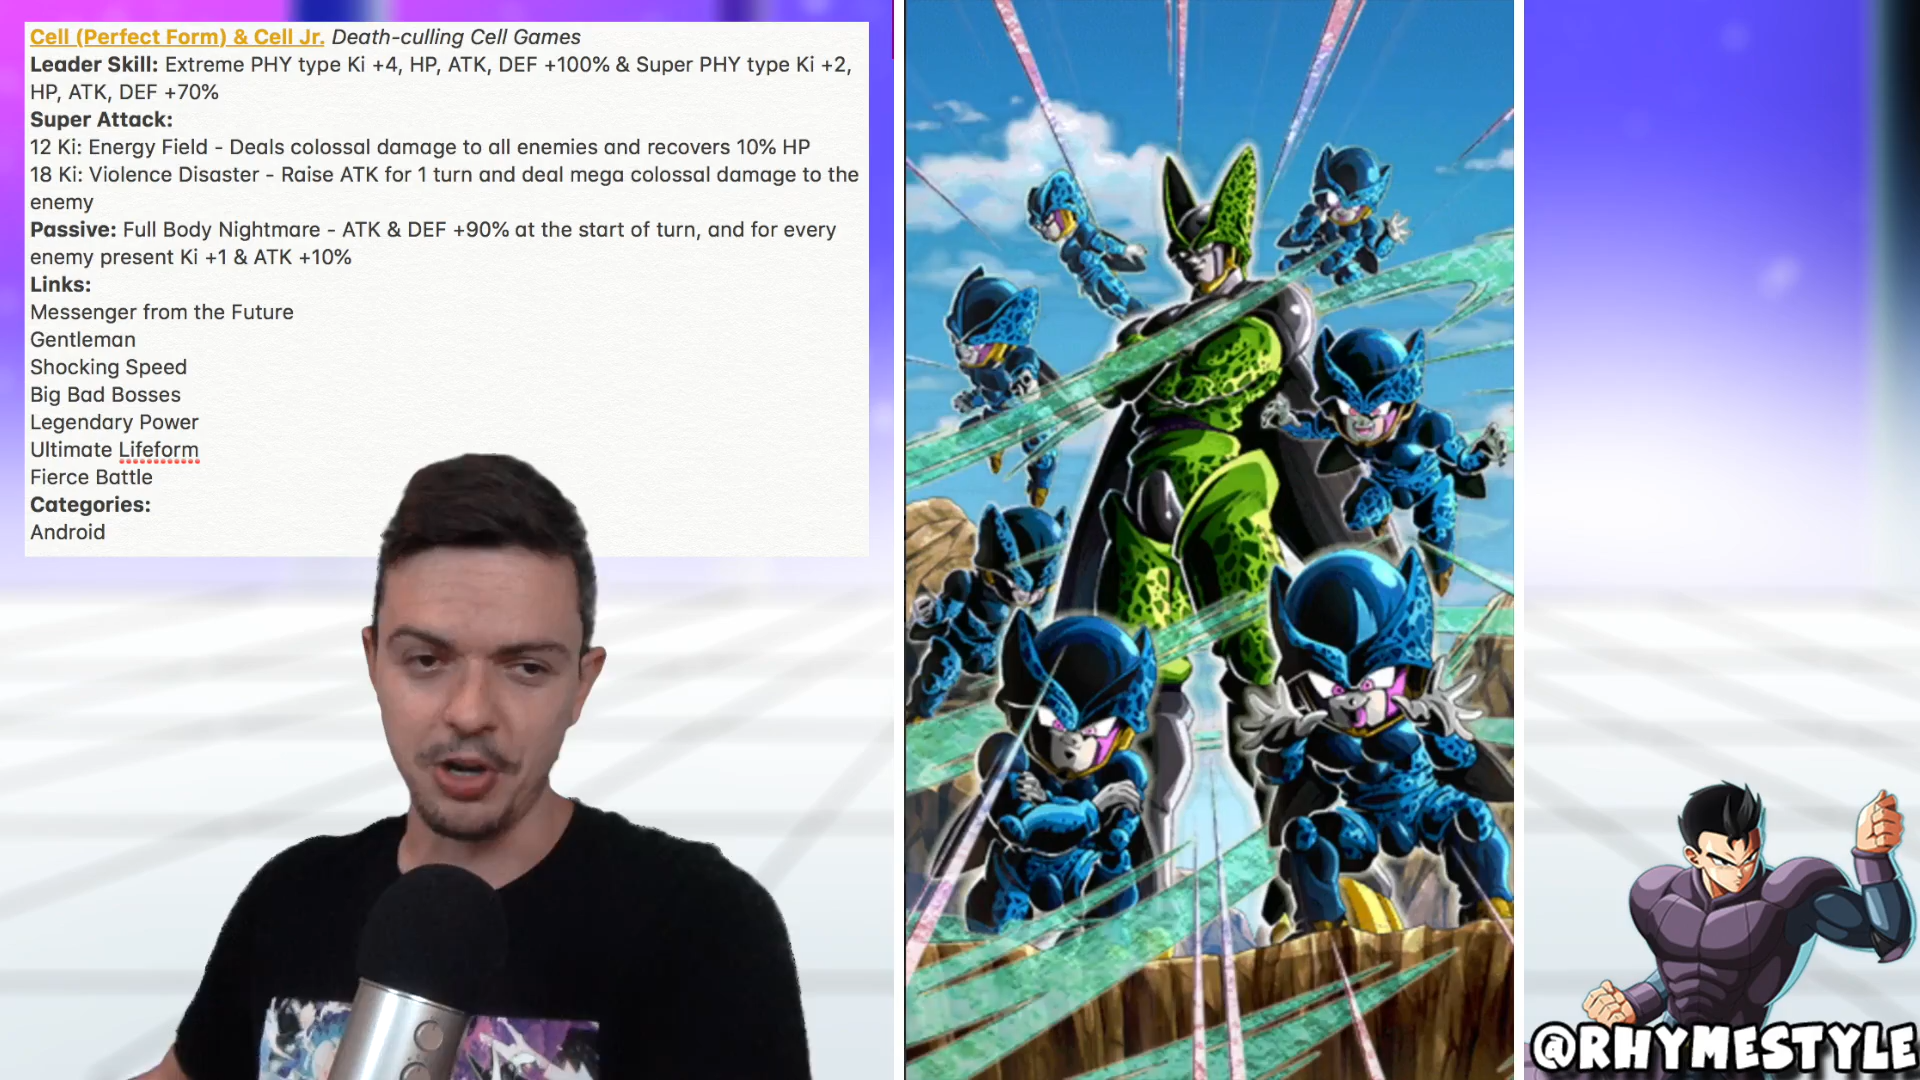 Cell (Perfect Form) & Cell Jr. Death-culling Cell Games
Leader Skill: Extreme PHY type Ki +4, HP, ATK, DEF +100% & Super PHY type Ki +2,
HP, ATK, DEF +70%
Super Attack:
12 Ki: Energy Field - Deals colossal damage to all enemies and recovers 10% HP
18 Ki: Violence Disaster - Raise ATK for 1 turn and deal mega colossal damage to the
enemy
Passive: Full Body Nightmare - ATK & DEF +90% at the start of turn, and for every
enemy present Ki +1 & ATK +10%
Links:
Messenger from the Future
Gentleman
Shocking Speed
Big Bad Bosses
Legendary Power
Ultimate Lifeform
Fierce Battle
Categories:
Android
@RHYMESTYLE